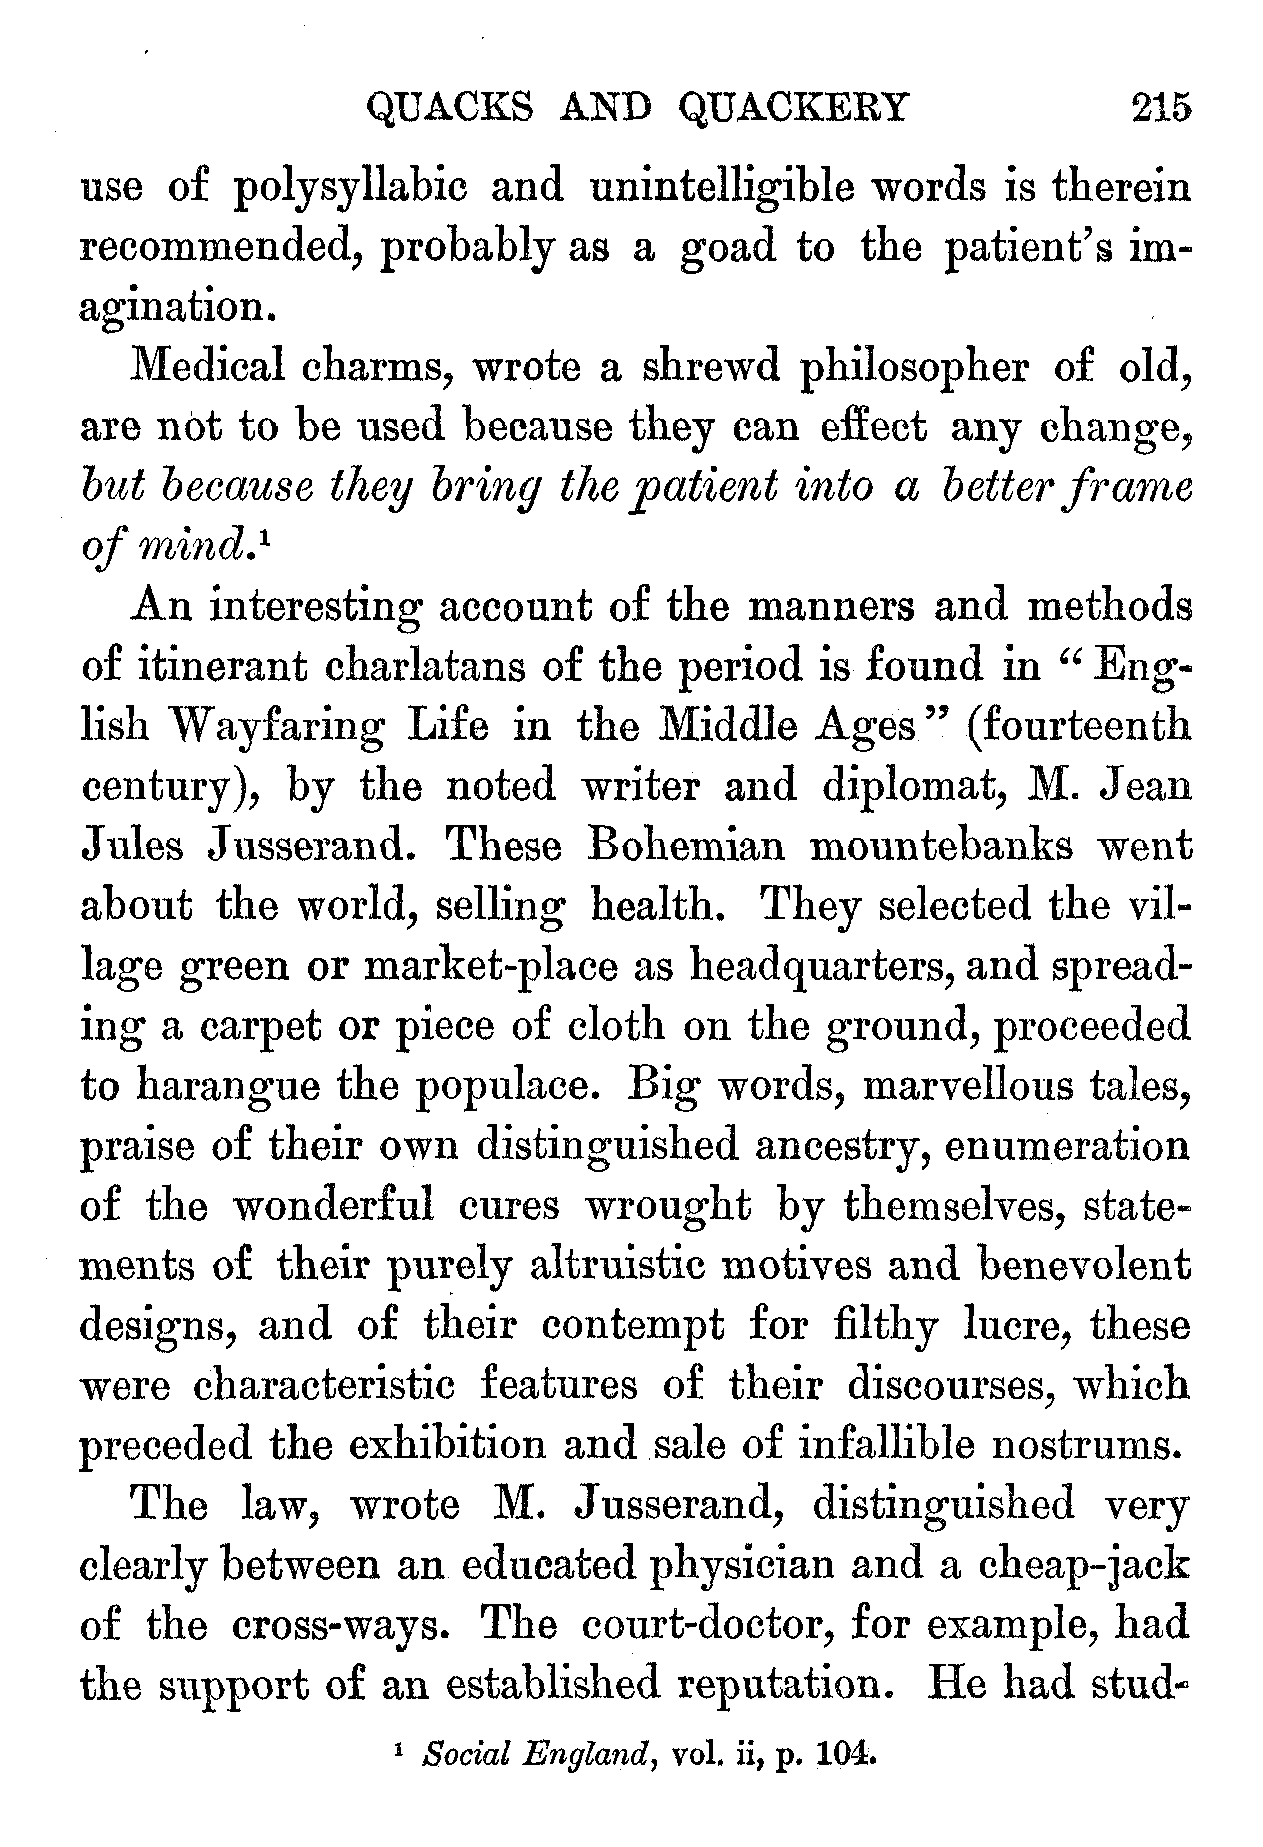 QUACKS AND QUACKERY 215
use of polysyllabic and unintelligible words is therein
recommended, probably as a goad to the patient's im-
agination.
Medical charms, wrote a shrewd philosopher of old,
are not to be used because they can effect any change,
but because they bring the patient into a better frame
of mind.¹
An interesting account of the manners and methods
of itinerant charlatans of the period is found in “Eng-
lish Wayfaring Life in the Middle Ages” (fourteenth
century), by the noted writer and diplomat, M. Jean
Jules Jusserand. These Bohemian mountebanks went
about the world, selling health. They selected the vil-
lage green or market-place as headquarters, and spread-
ing a carpet or piece of cloth on the ground, proceeded
to harangue the populace. Big words, marvellous tales,
praise of their own distinguished ancestry, enumeration
of the wonderful cures wrought by themselves, state-
ments of their purely altruistic motives and benevolent
designs, and of their contempt for filthy lucre, these
were characteristic features of their discourses, which
preceded the exhibition and sale of infallible nostrums.
The law, wrote M. Jusserand, distinguished very
clearly between an educated physician and a cheap-jack
of the cross-ways. The court-doctor, for example, had
the support of an established reputation. He had stud-
¹ Social England, vol. ii, p. 104.